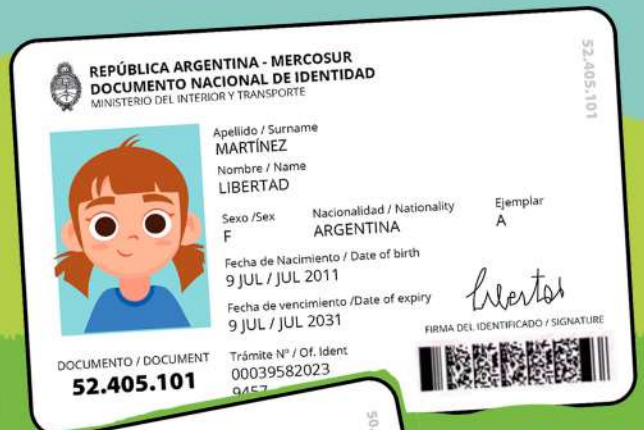 REPÚBLICA ARGENTINA - MERCOSUR
DOCUMENTO NACIONAL DE IDENTIDAD
MINISTERIO DEL INTERIOR Y TRANSPORTE
52.405.101
Apellido / Surname
MARTÍNEZ
Nombre / Name
LIBERTAD
Sexo /Sex Nacionalidad / Nationality Ejemplar
F ARGENTINA A
Fecha de Nacimiento / Date of birth
9 JUL / JUL 2011
Fecha de vencimiento /Date of expiry
9 JUL / JUL 2031
Libertad
FIRMA DEL IDENTIFICADO / SIGNATURE
DOCUMENTO / DOCUMENT
52.405.101
Trámite Nº / Of. Ident
00039582023
9457
50.